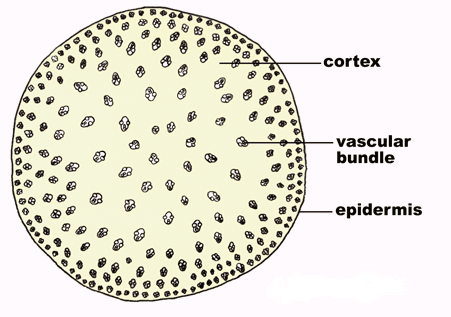 cortex
vascular
bundle
epidermis